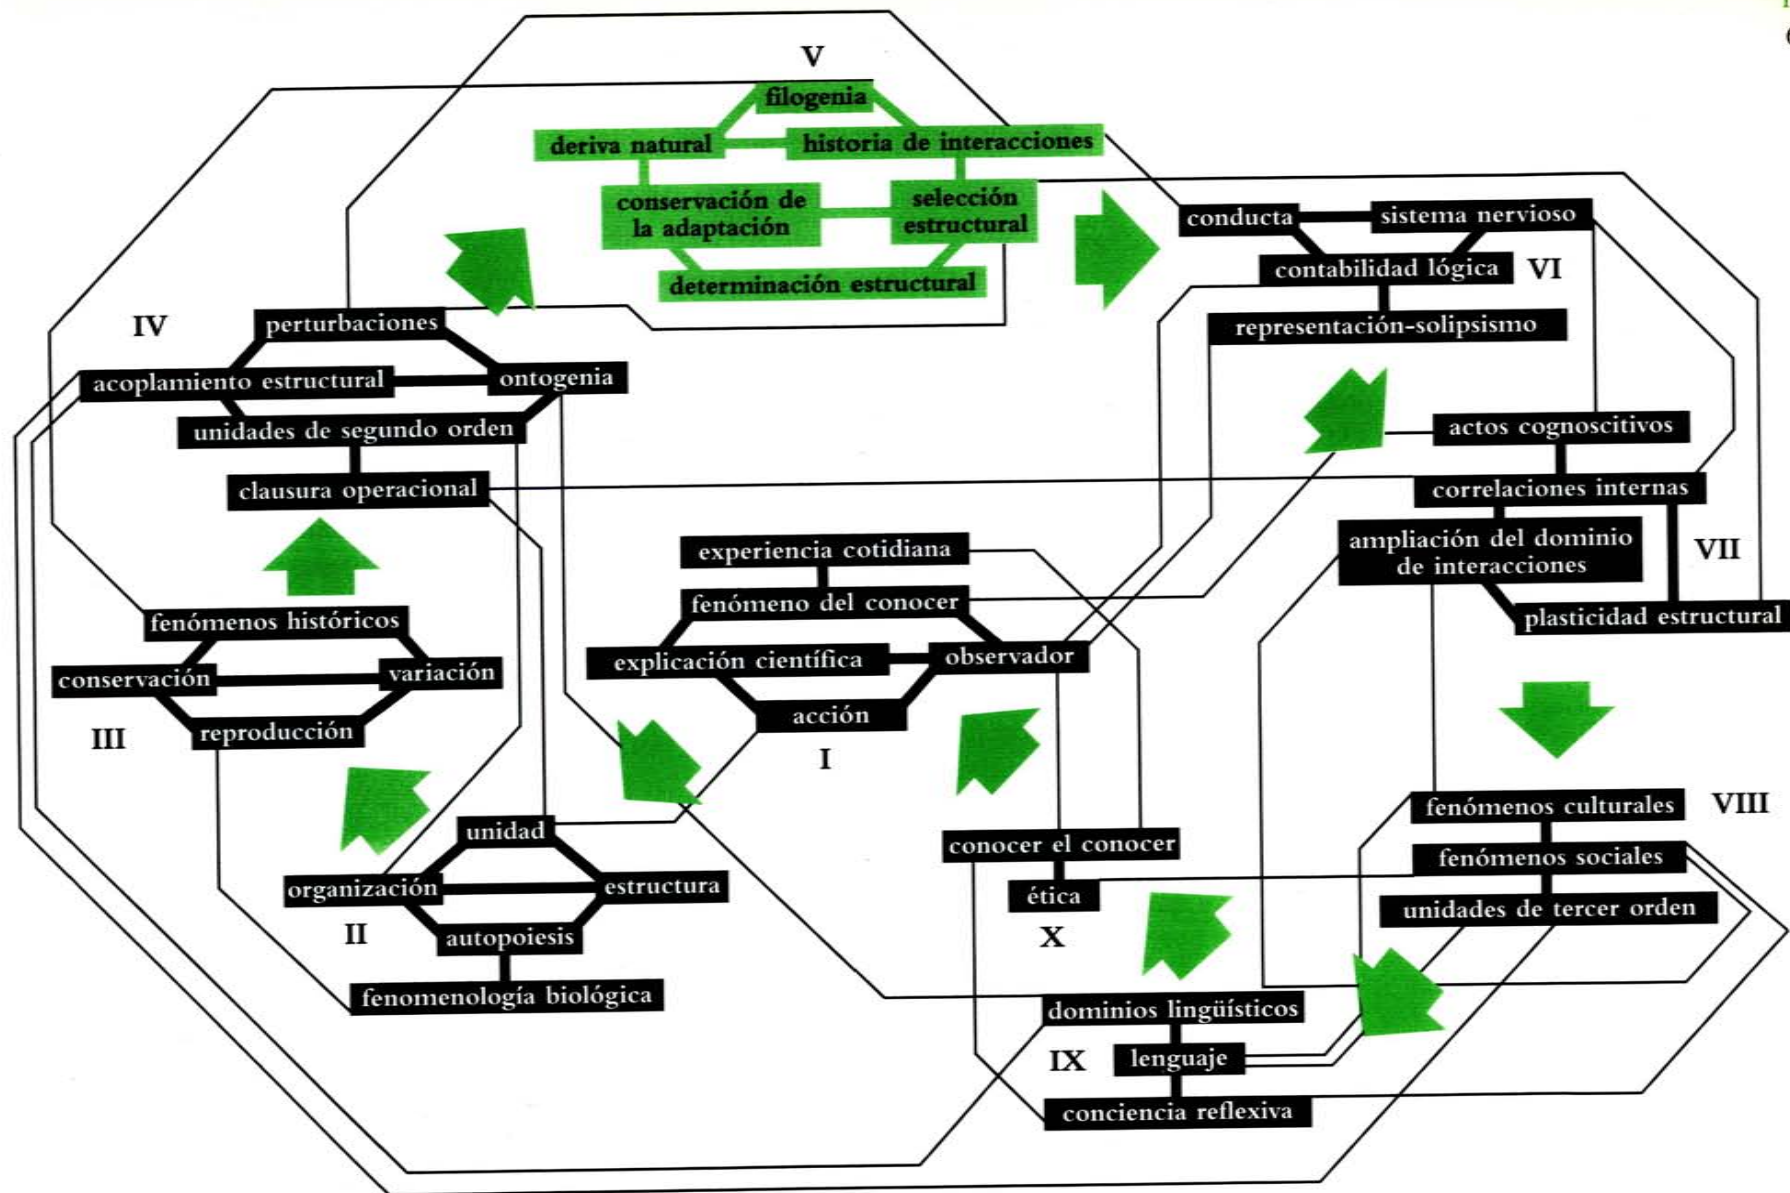 V
filogenia
deriva natural
historia de interacciones
conservación de
la adaptación
selección
estructural
determinación estructural
conducta
sistema nervioso
contabilidad lógica
VI
representación-solipsismo
IV
perturbaciones
acoplamiento estructural
ontogenia
unidades de segundo orden
clausura operacional
actos cognoscitivos
correlaciones internas
ampliación del dominio
de interacciones
VII
plasticidad estructural
experiencia cotidiana
fenómeno del conocer
explicación científica
observador
acción
I
fenómenos históricos
conservación
variación
reproducción
III
unidad
organización
estructura
II
autopoiesis
fenomenología biológica
conocer el conocer
ética
X
fenómenos culturales
VIII
fenómenos sociales
unidades de tercer orden
dominios lingüísticos
IX
lenguaje
conciencia reflexiva